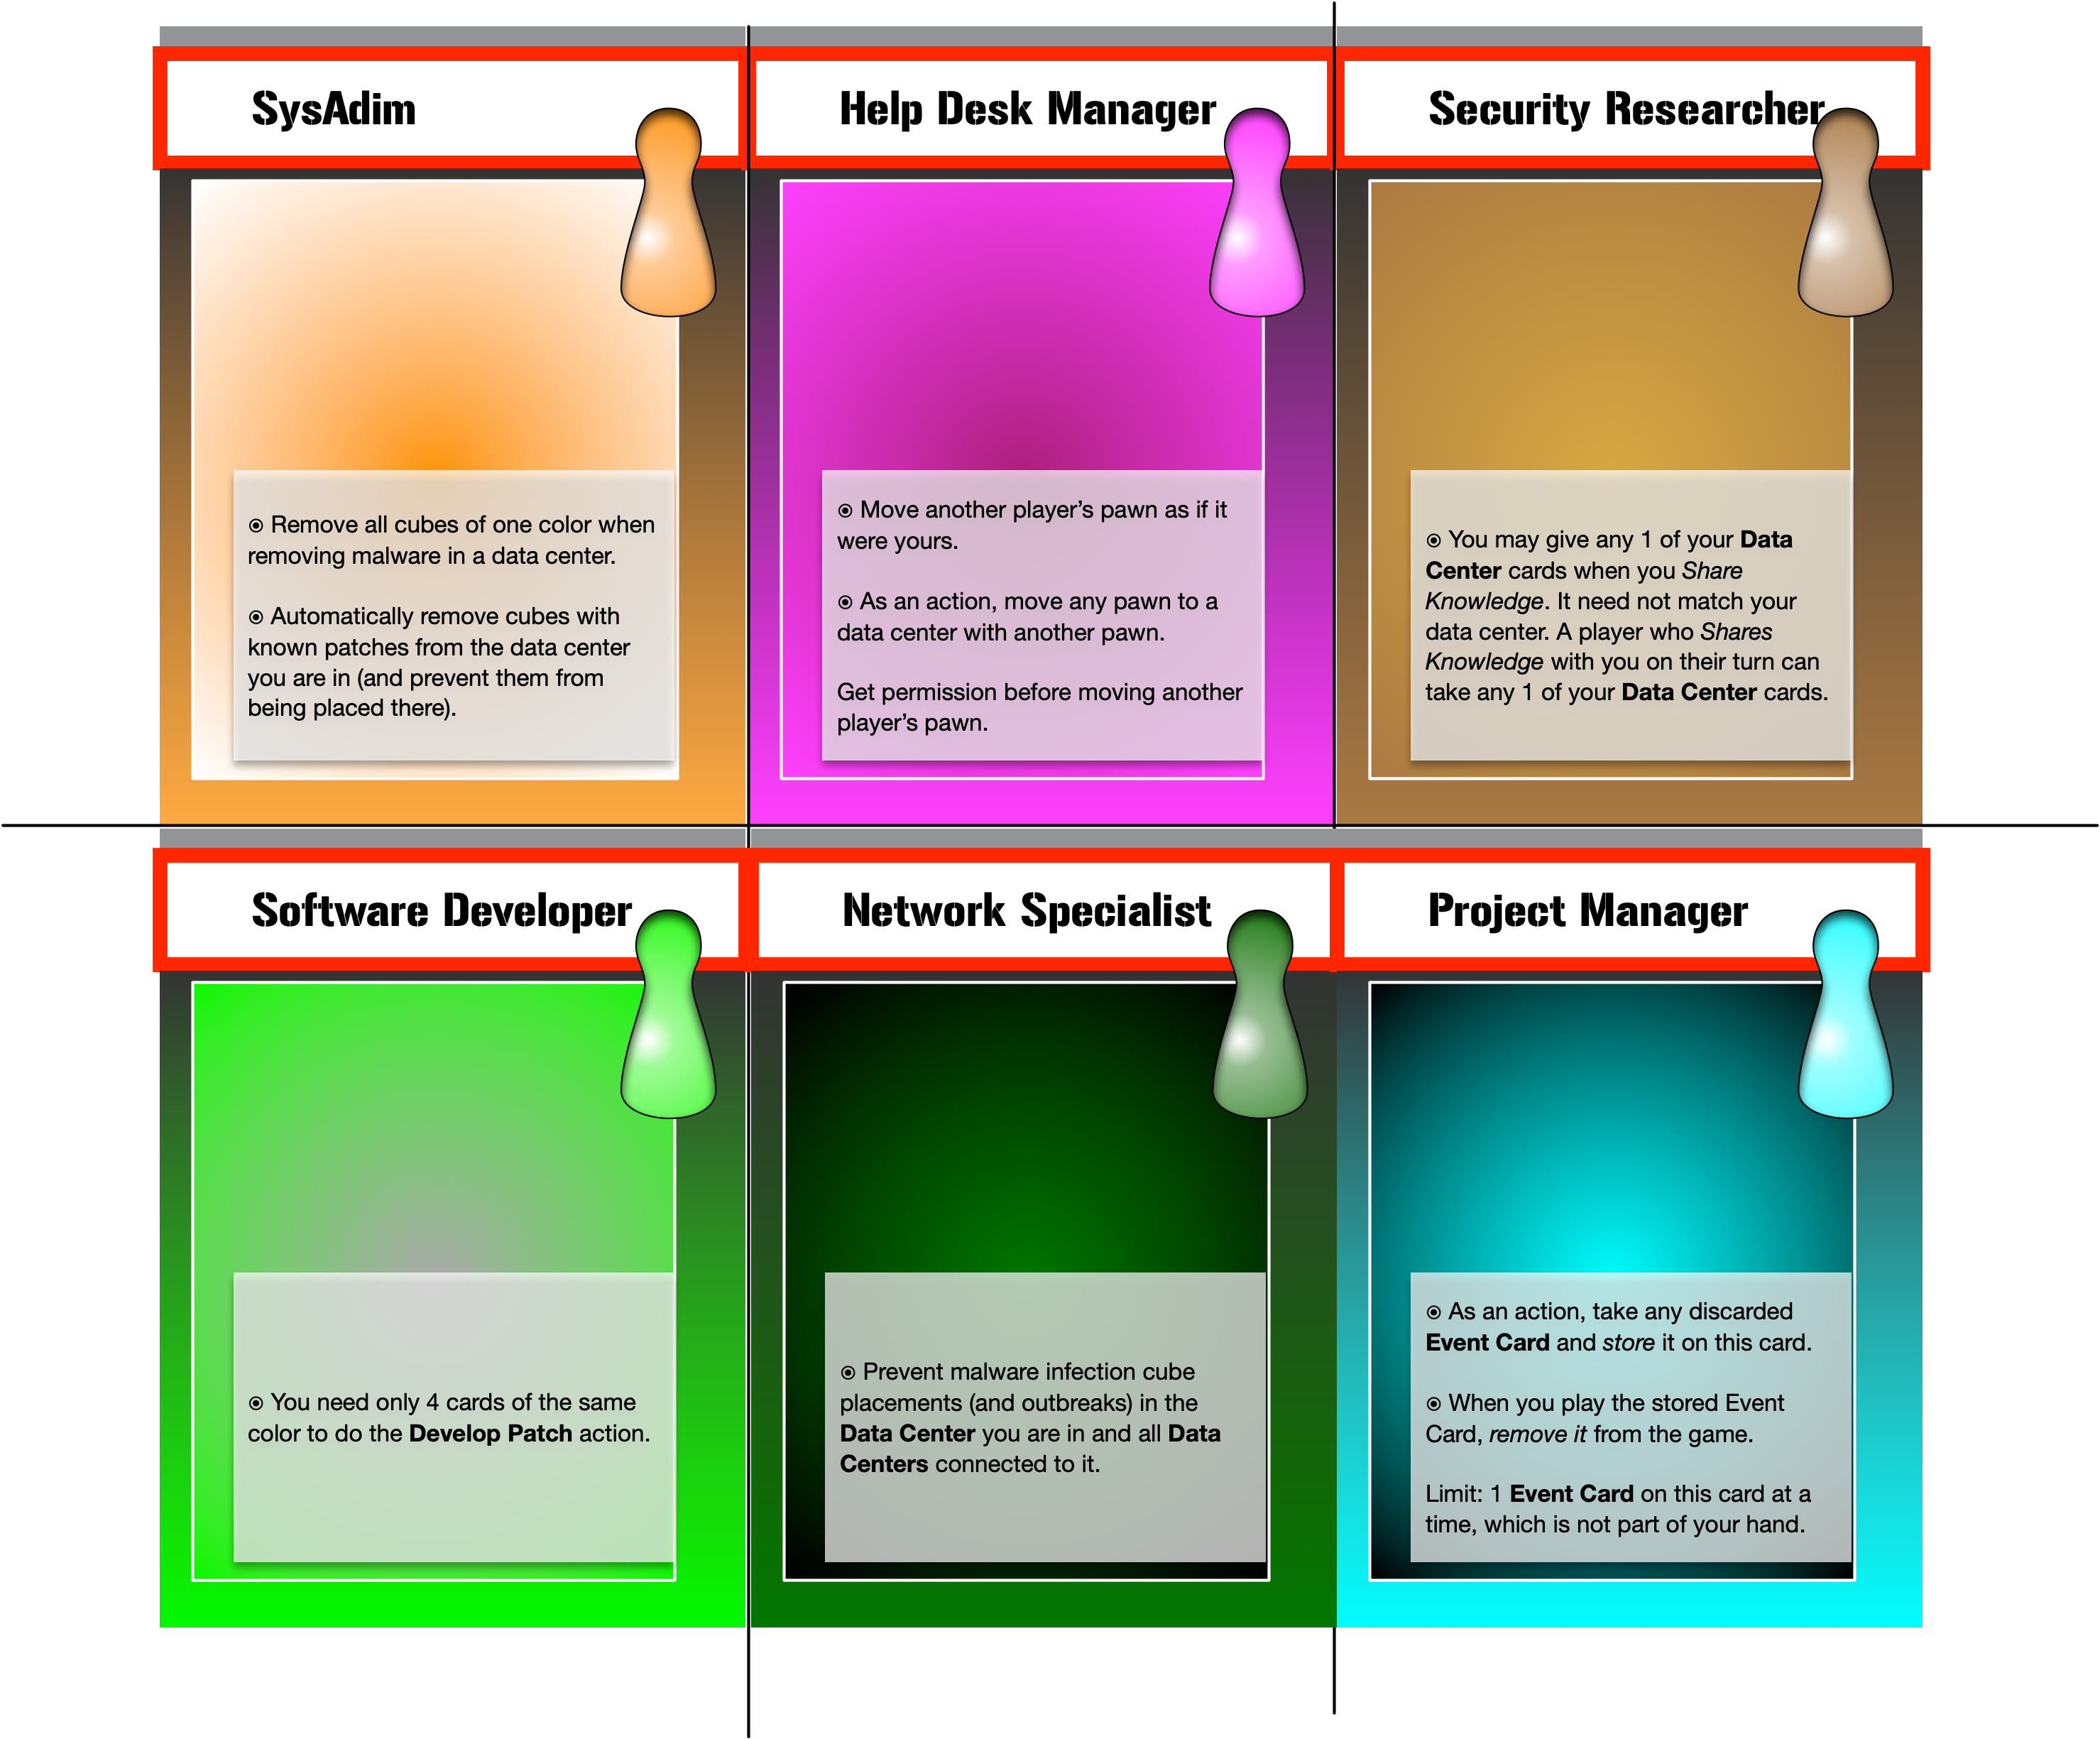 SysAdim
◉ Remove all cubes of one color when
removing malware in a data center.
◉ Automatically remove cubes with
known patches from the data center
you are in (and prevent them from
being placed there).
Help Desk Manager
◉ Move another player’s pawn as if it
were yours.
◉ As an action, move any pawn to a
data center with another pawn.
Get permission before moving another
player’s pawn.
Security Researcher
◉ You may give any 1 of your Data
Center cards when you Share
Knowledge. It need not match your
data center. A player who Shares
Knowledge with you on their turn can
take any 1 of your Data Center cards.
Software Developer
◉ You need only 4 cards of the same
color to do the Develop Patch action.
Network Specialist
◉ Prevent malware infection cube
placements (and outbreaks) in the
Data Center you are in and all Data
Centers connected to it.
Project Manager
◉ As an action, take any discarded
Event Card and store it on this card.
◉ When you play the stored Event
Card, remove it from the game.
Limit: 1 Event Card on this card at a
time, which is not part of your hand.